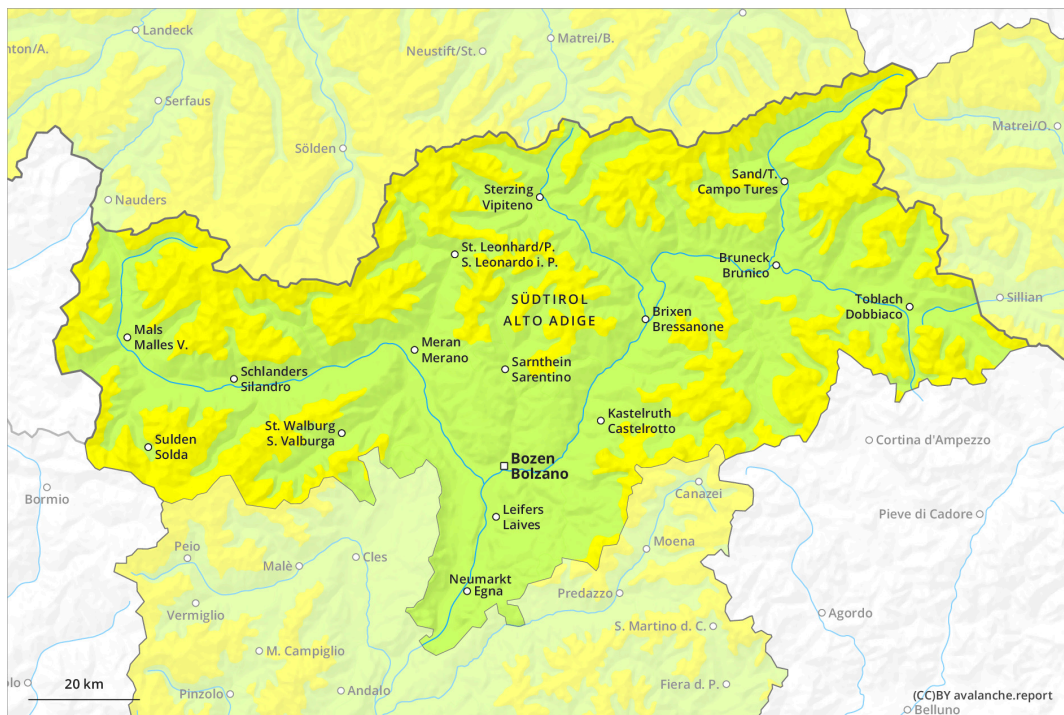 Landeck
nton/A.
Neustift/St.
Matrei/B.
Serfaus
Matrei/O.
Sölden
Nauders
Sand/T.
Campo Tures
Sterzing
Vipiteno
St. Leonhard/P.
S. Leonardo i. P.
Bruneck
Brunico
SÜDTIROL
ALTO ADIGE
Toblach
Dobbiaco
Sillian
Brixen
Bressanone
Mals
Malles V.
Meran
Merano
Sarnthein
Sarentino
Schlanders
Silandro
Kastelruth
Castelrotto
St. Walburg
S. Valburga
Sulden
Solda
Cortina d'Ampezzo
Bozen
Bolzano
Bormio
Canazei
Pieve di Cadore
Leifers
Laives
Moena
Peio
Cles
Malè
Neumarkt
Egna
Predazzo
Vermiglio
Agordo
S. Martino d. C.
M. Campiglio
20 km
olo
Pinzolo
Andalo
Fiera d. P.
(CC)BY avalanche.report
Belluno